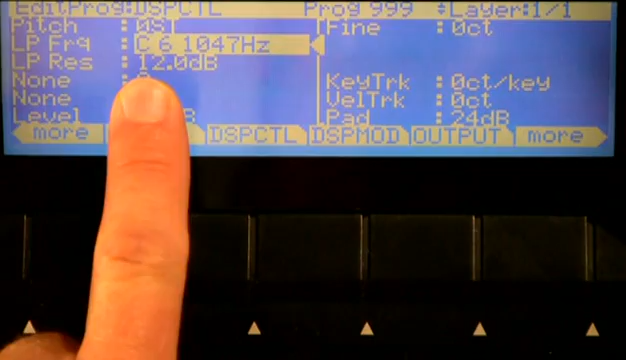 EditProg:DSPCTL Prog 999 Layer:1/1
Pitch :0ST Fine :0ct
LP Frq :C 6 1047Hz
LP Res :12.0dB
None : KeyTrk :0ct/key
None VelTrk :0ct
Level B Pad :24dB
more DSPCTL DSPMOD OUTPUT more